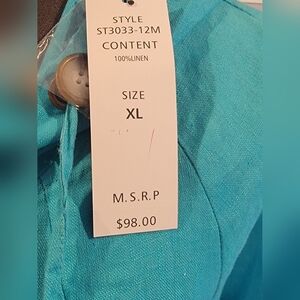 STYLE
ST3033-12M
CONTENT
100%LINEN
SIZE
XL
M.S.R.P
$98.00